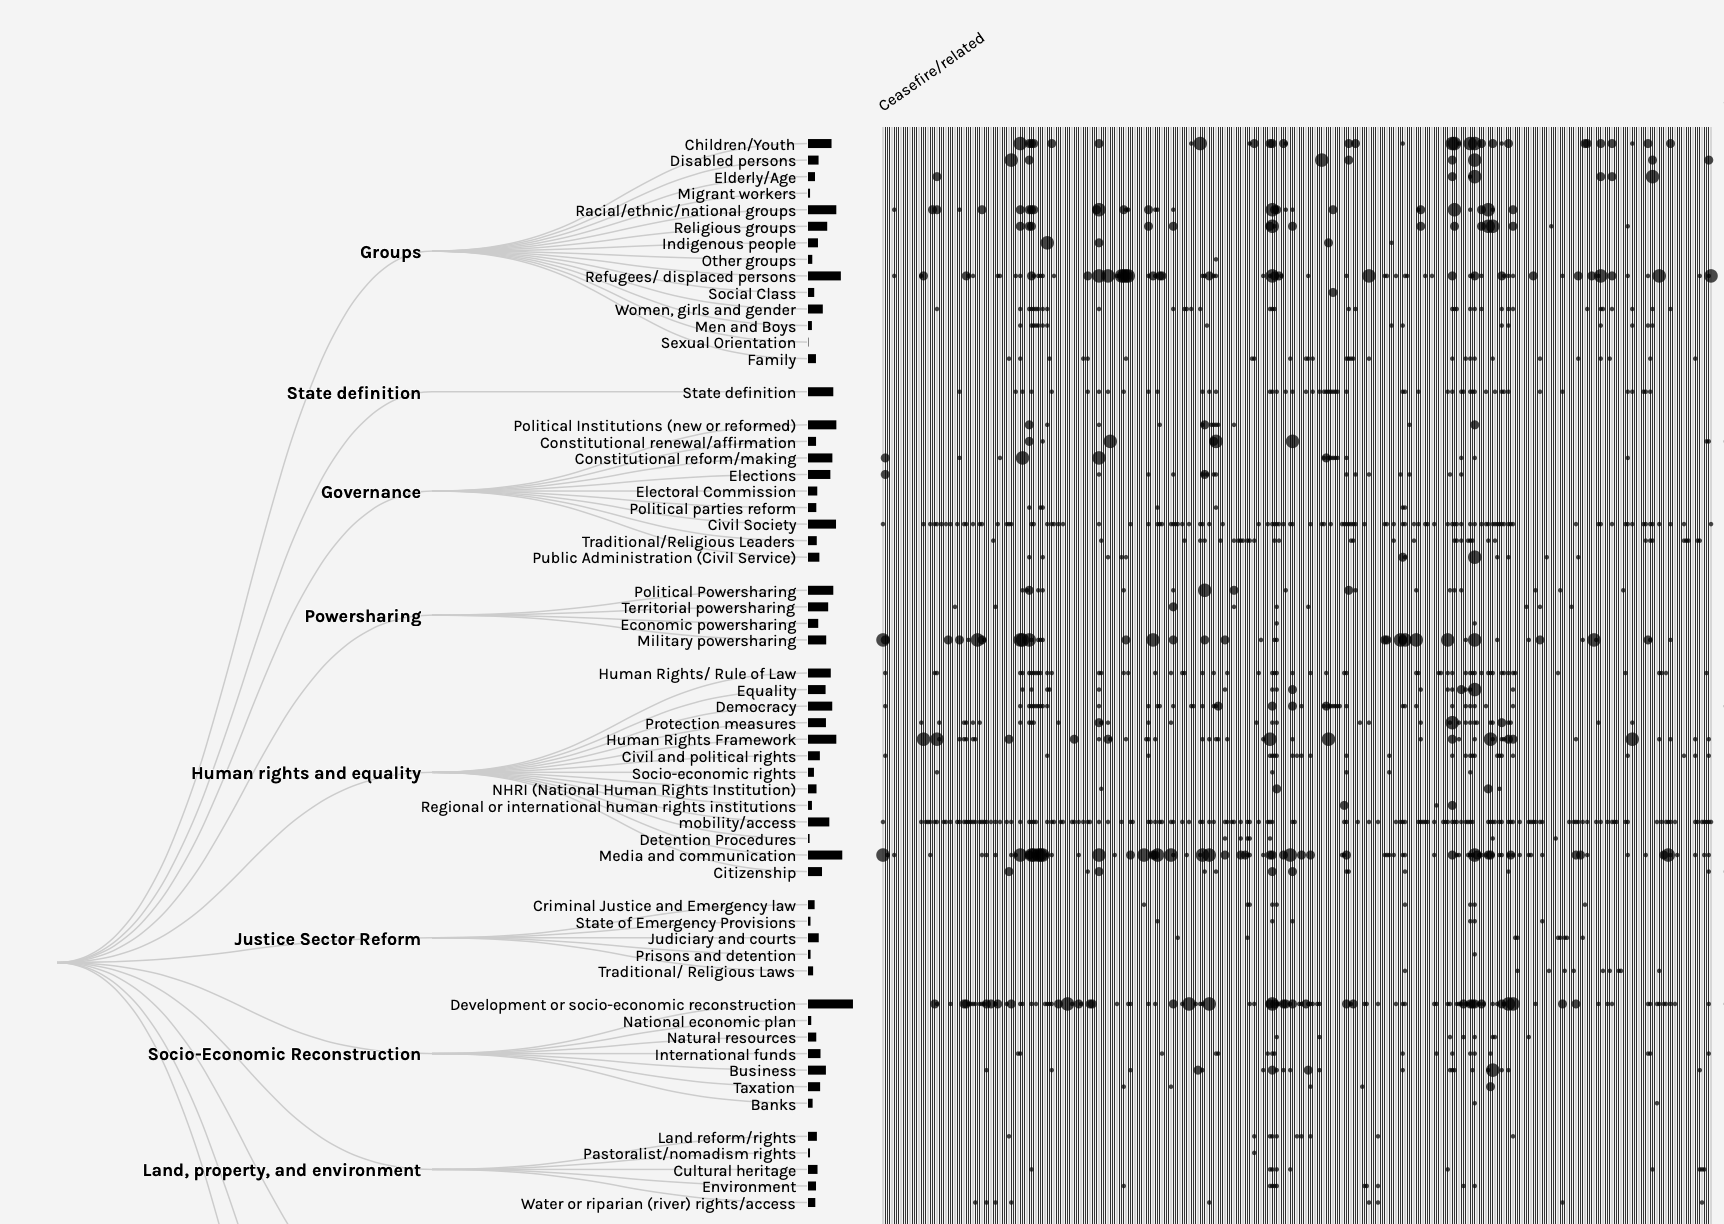 Ceasefire/related
Children/Youth
Disabled persons
Elderly/Age
Migrant workers
Racial/ethnic/national groups
Religious groups
Indigenous people
Groups
Other groups
Refugees/ displaced persons
Social Class
Women, girls and gender
Men and Boys
Sexual Orientation
Family
State definition
State definition
Political Institutions (new or reformed)
Constitutional renewal/affirmation
Constitutional reform/making
Elections
Governance
Electoral Commission
Political parties reform
Civil Society
Traditional/Religious Leaders
Public Administration (Civil Service)
Political Powersharing
Territorial powersharing
Powersharing
Economic powersharing
Military powersharing
Human Rights/ Rule of Law
Equality
Democracy
Protection measures
Human Rights Framework
Civil and political rights
Human rights and equality
Socio-economic rights
NHRI (National Human Rights Institution)
Regional or international human rights institutions
mobility/access
Detention Procedures
Media and communication
Citizenship
Criminal Justice and Emergency law
State of Emergency Provisions
Justice Sector Reform
Judiciary and courts
Prisons and detention
Traditional/ Religious Laws
Development or socio-economic reconstruction
National economic plan
Natural resources
Socio-Economic Reconstruction
International funds
Business
Taxation
Banks
Land reform/rights
Pastoralist/nomadism rights
Land, property, and environment
Cultural heritage
Environment
Water or riparian (river) rights/access